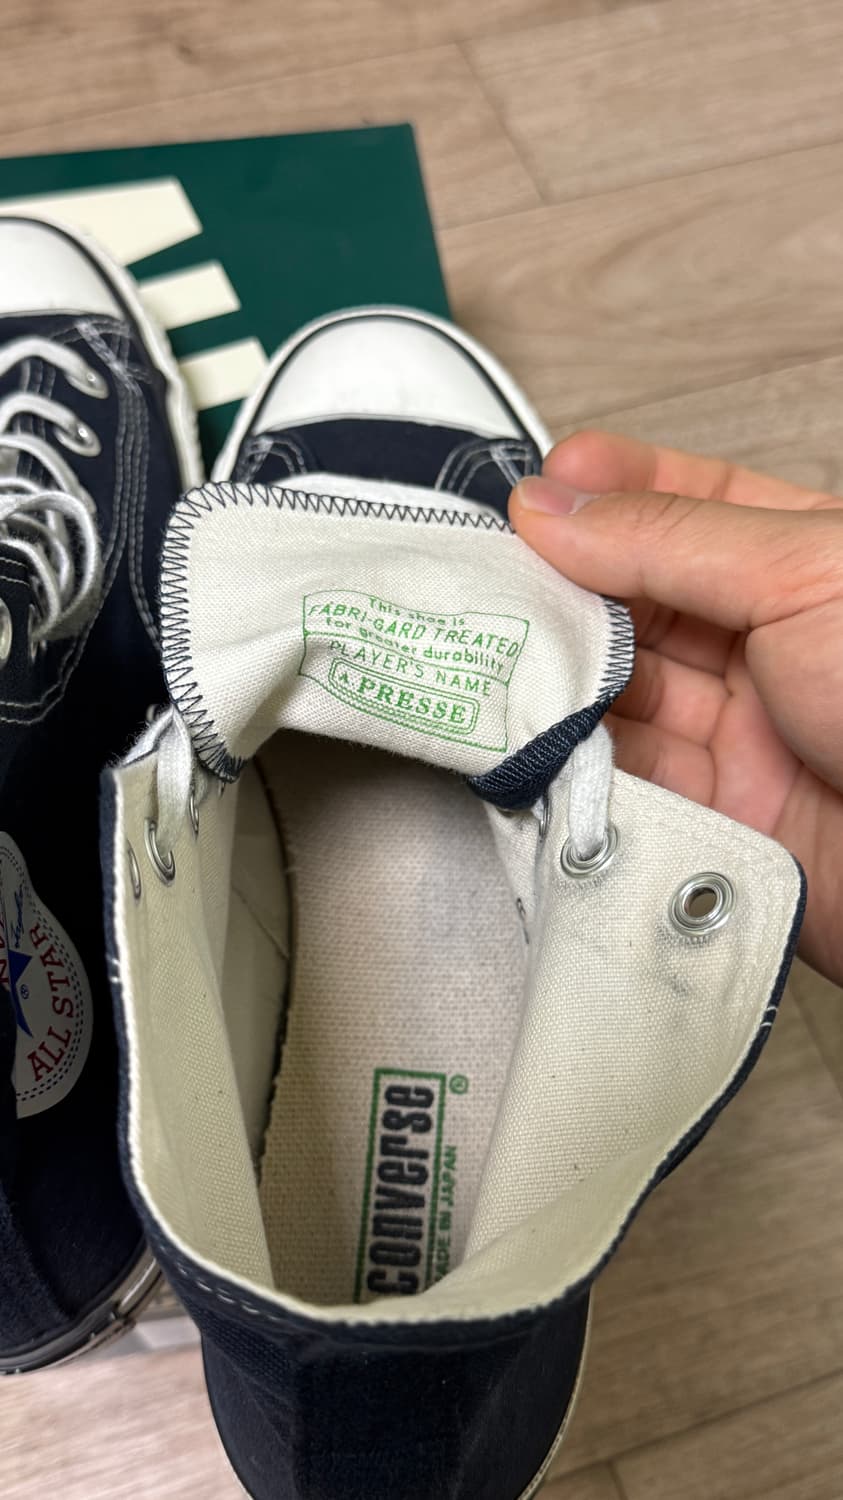 This shoe is
FABRI-GARD TREATED
for greater durability
PLAYER'S NAME
A PRESSE
converse
®
MADE IN JAPAN
ALL STAR
®